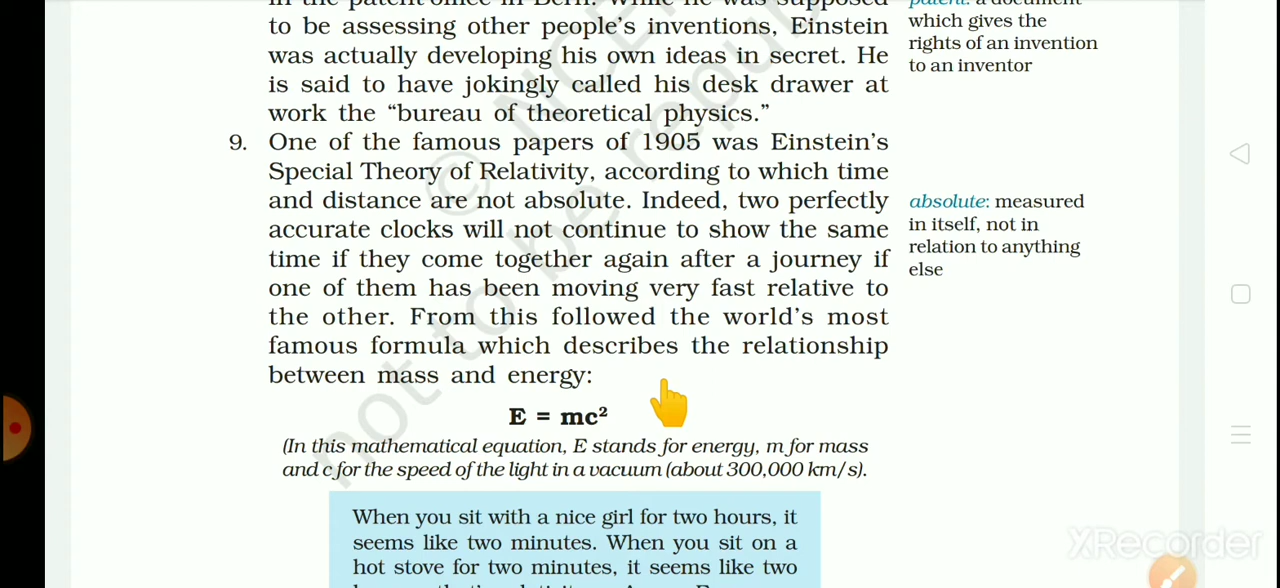 to be assessing other people's inventions, Einstein
was actually developing his own ideas in secret. He
is said to have jokingly called his desk drawer at
work the “bureau of theoretical physics.”
9. One of the famous papers of 1905 was Einstein's
Special Theory of Relativity, according to which time
and distance are not absolute. Indeed, two perfectly
accurate clocks will not continue to show the same
time if they come together again after a journey if
one of them has been moving very fast relative to
the other. From this followed the world's most
famous formula which describes the relationship
between mass and energy:
E = mc²
(In this mathematical equation, E stands for energy, m for mass
and c for the speed of the light in a vacuum (about 300,000 km/s).
When you sit with a nice girl for two hours, it
seems like two minutes. When you sit on a
hot stove for two minutes, it seems like two
which gives the
rights of an invention
to an inventor
absolute: measured
in itself, not in
relation to anything
else
© NCE
not to be republ
XRecorder